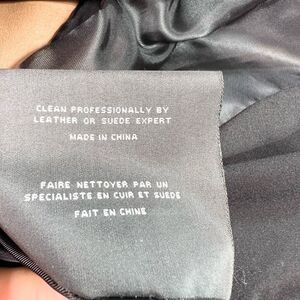 CLEAN PROFESSIONALLY BY
LEATHER OR SUEDE EXPERT
MADE IN CHINA
FAIRE NETTOYER PAR UN
SPECIALISTE EN CUIR ET SUEDE
FAIT EN CHINE